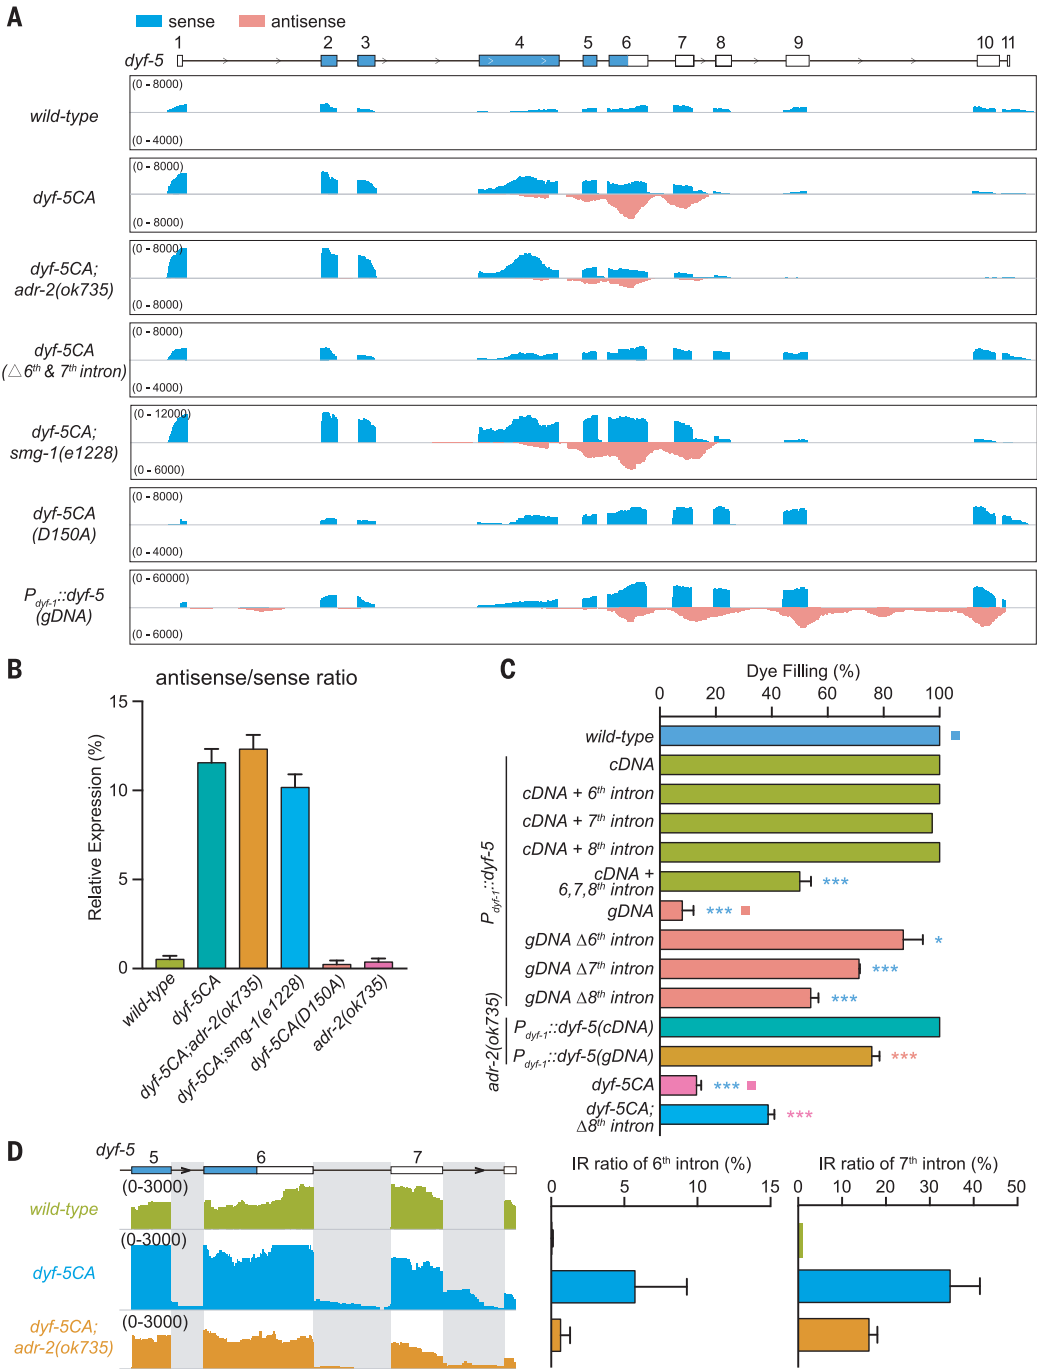 A
sense antisense
1 2 3 4 5 6 7 8 9 10 11
dyf-5
(0 - 8000)
wild-type
(0 - 4000)
(0 - 8000)
dyf-5CA
(0 - 8000)
(0 - 8000)
dyf-5CA;
adr-2(ok735)
(0 - 8000)
(0 - 8000)
dyf-5CA
(△6th & 7th intron)
(0 - 4000)
(0 - 12000)
dyf-5CA;
smg-1(e1228)
(0 - 6000)
(0 - 8000)
dyf-5CA
(D150A)
(0 - 4000)
(0 - 60000)
Pdyf-1::dyf-5
(gDNA)
(0 - 6000)
B
antisense/sense ratio
Relative Expression (%)
15
10
5
0
wild-type
dyf-5CA
dyf-5CA;adr-2(ok735)
dyf-5CA;smg-1(e1228)
dyf-5CA(D150A)
adr-2(ok735)
C
Dye Filling (%)
0 20 40 60 80 100
wild-type
Pdyf-1::dyf-5
cDNA
cDNA + 6th intron
cDNA + 7th intron
cDNA + 8th intron
cDNA +
6,7,8th intron
***
gDNA
***
gDNA Δ6th intron
*
gDNA Δ7th intron
***
gDNA Δ8th intron
***
adr-2(ok735)
Pdyf-1::dyf-5(cDNA)
Pdyf-1::dyf-5(gDNA)
***
dyf-5CA
***
dyf-5CA;
Δ8th intron
***
D
dyf-5
5 6 7
(0-3000)
wild-type
(0-3000)
dyf-5CA
(0-3000)
dyf-5CA;
adr-2(ok735)
IR ratio of 6th intron (%)
0 5 10 15
IR ratio of 7th intron (%)
0 10 20 30 40 50